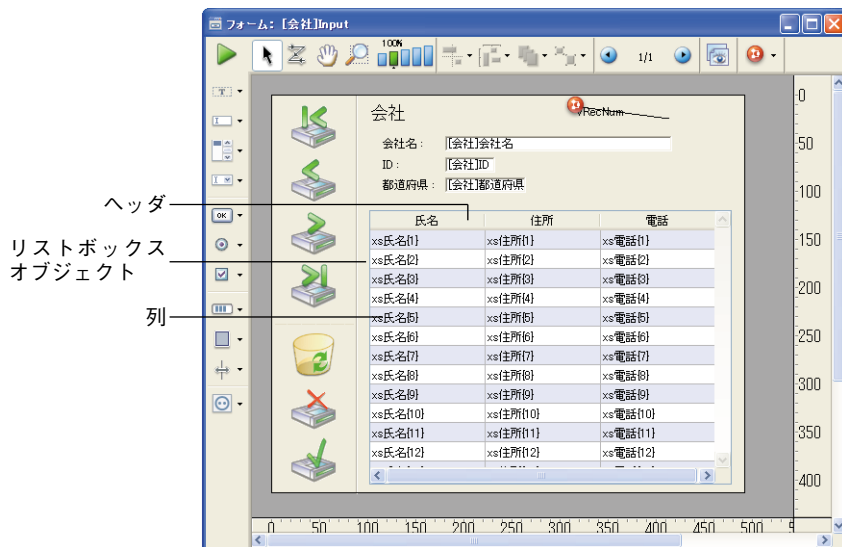 フォーム: [会社]Input
100%
1/1
T
I
I
OK
会社
vRecNum
会社名: [会社]会社名
ID: [会社]ID
都道府県: [会社]都道府県
ヘッダ
リストボックス
オブジェクト
列
氏名 住所 電話
xs氏名{1} xs住所{1} xs電話{1}
xs氏名{2} xs住所{2} xs電話{2}
xs氏名{3} xs住所{3} xs電話{3}
xs氏名{4} xs住所{4} xs電話{4}
xs氏名{5} xs住所{5} xs電話{5}
xs氏名{6} xs住所{6} xs電話{6}
xs氏名{7} xs住所{7} xs電話{7}
xs氏名{8} xs住所{8} xs電話{8}
xs氏名{9} xs住所{9} xs電話{9}
xs氏名{10} xs住所{10} xs電話{10}
xs氏名{11} xs住所{11} xs電話{11}
xs氏名{12} xs住所{12} xs電話{12}
0
50
100
150
200
250
300
350
400
0 50 100 150 200 250 300 350 400 450 500